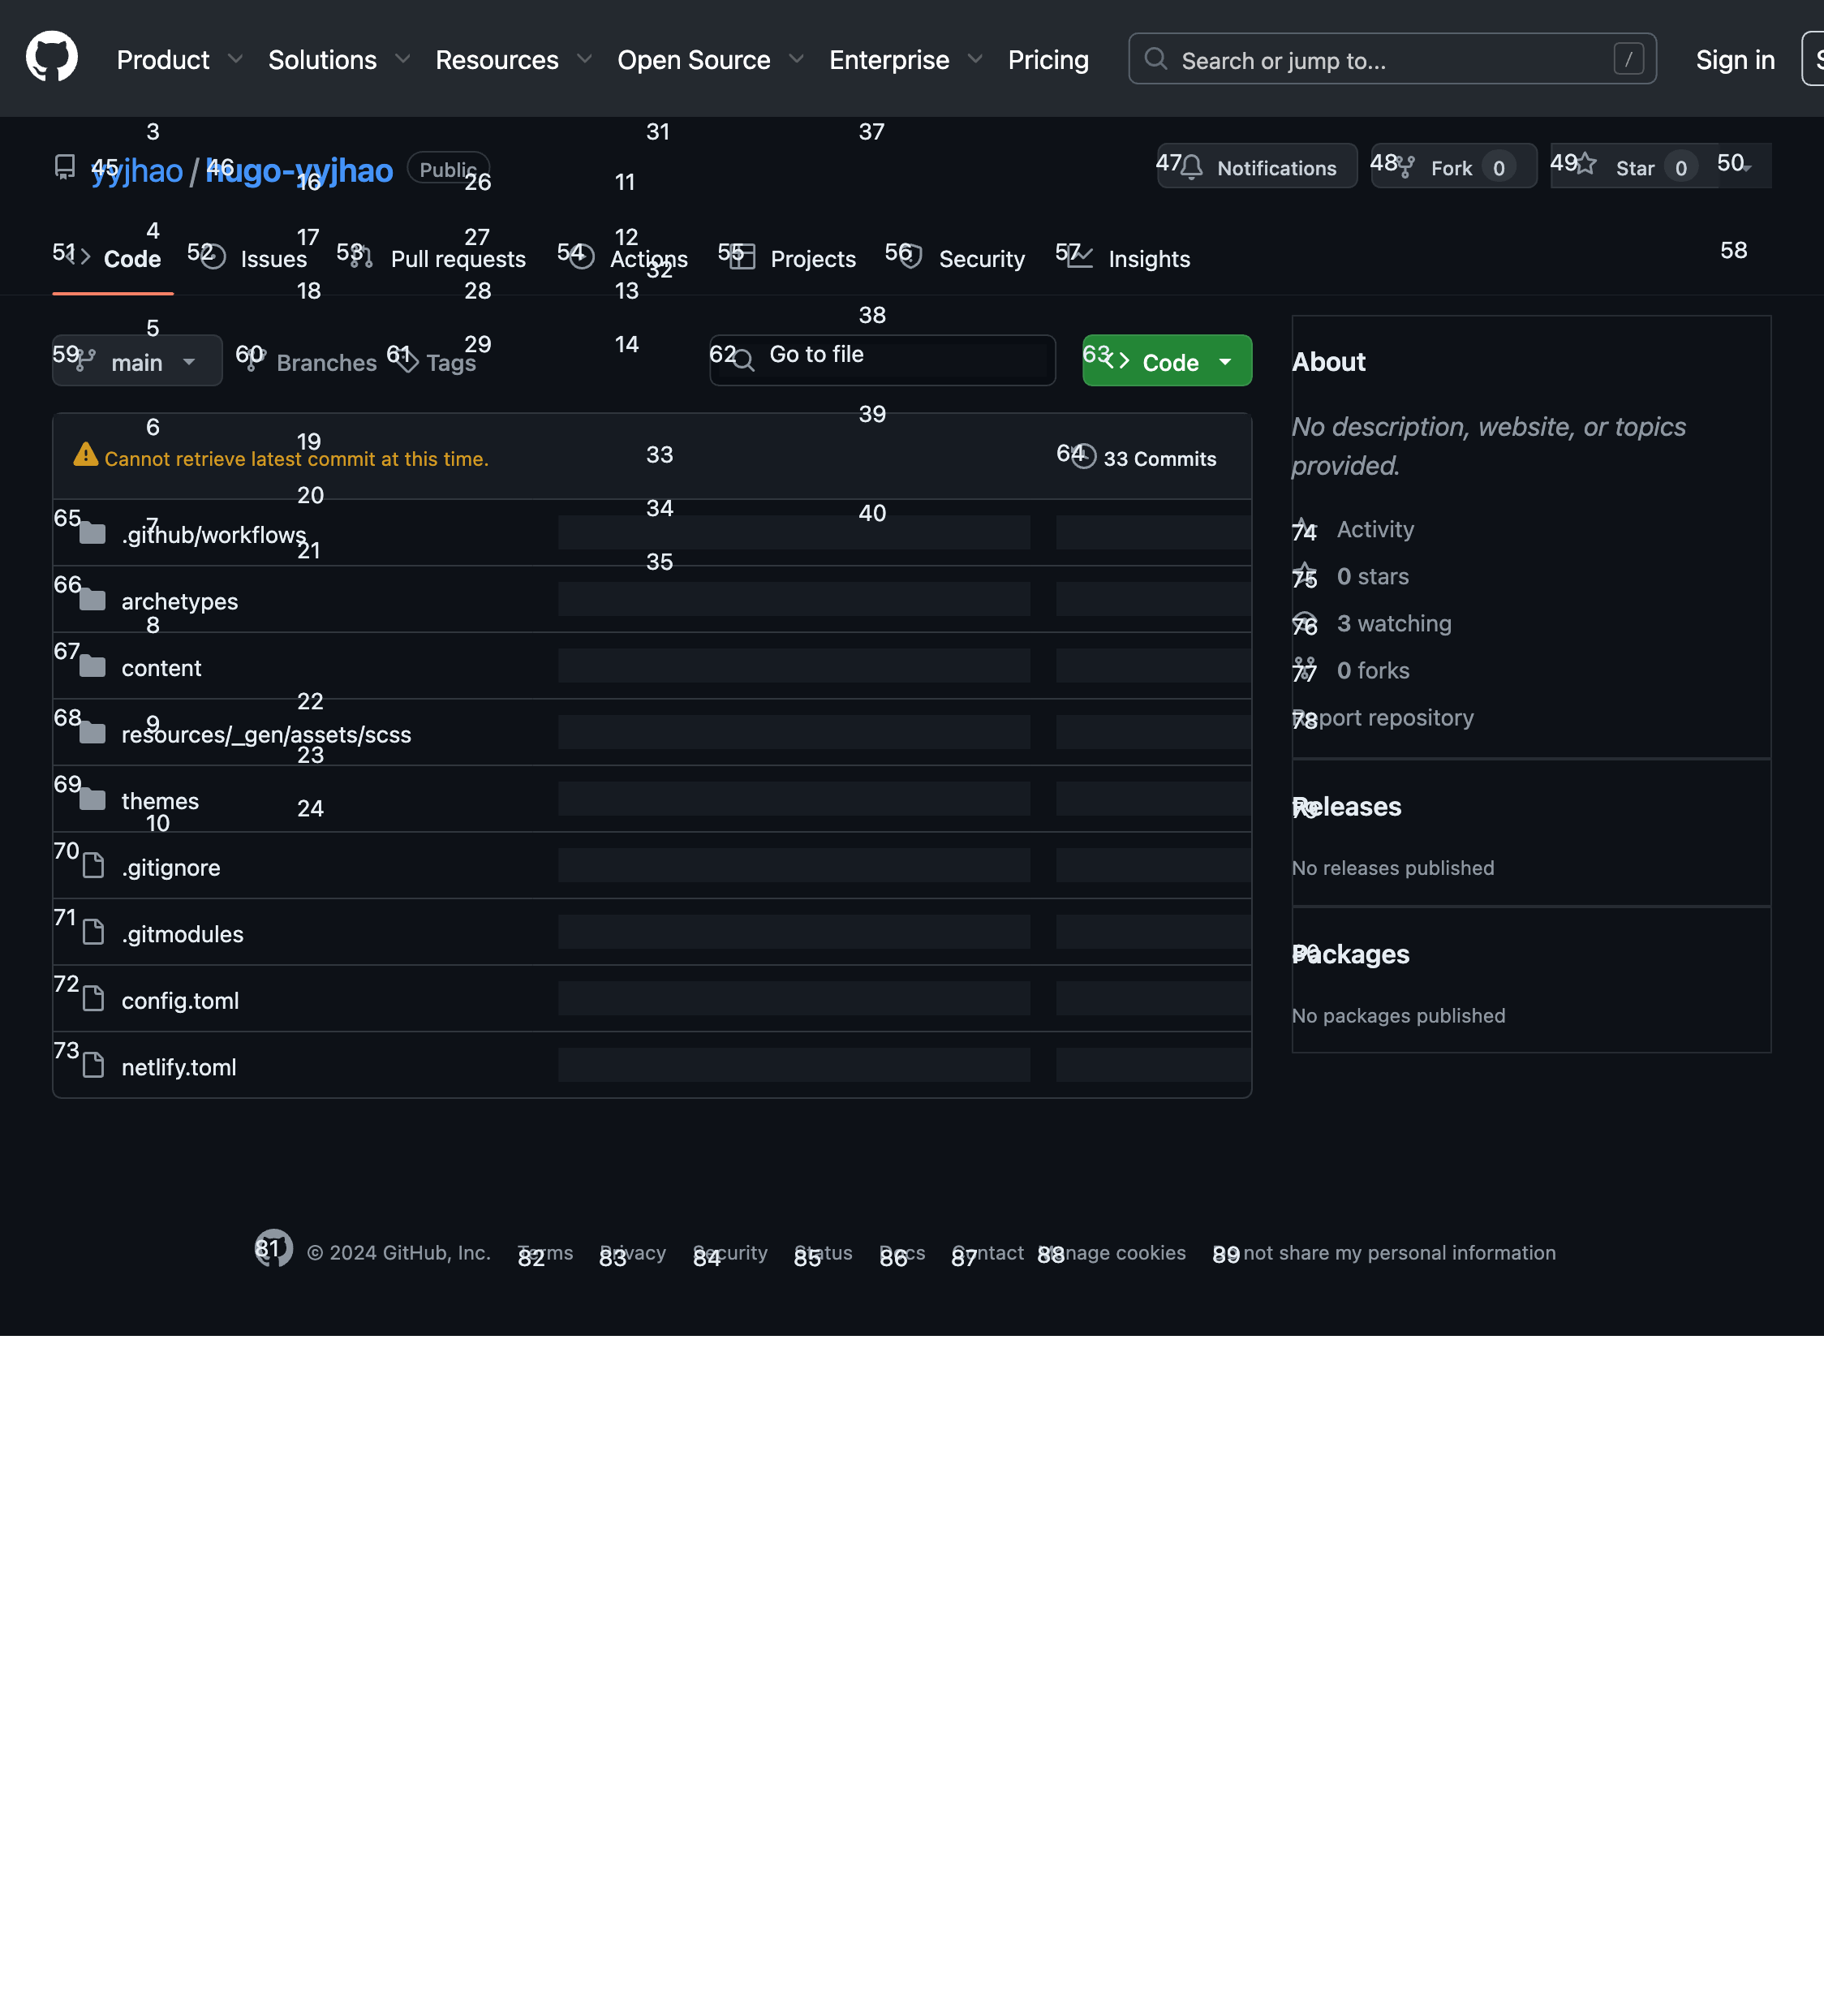 Product Solutions Resources Open Source Enterprise Pricing Search or jump to... / Sign in
3 31 37
45 yyjhao / 46 hugo-yyjhao Public 47 Notifications 48 Fork 0 49 Star 0 50
16 26 11
4 17 27 12
51 Code 52 Issues 53 Pull requests 54 Actions 55 Projects 56 Security 57 Insights 58
32
18 28 13
5 38
29 14
59 main 60 Branches 61 Tags 62 Go to file 63 Code
About
6 39
No description, website, or topics
provided.
19 33
Cannot retrieve latest commit at this time. 64 33 Commits
20 34 40
65 7 .github/workflows
21 35
74 Activity
66 archetypes
75 0 stars
8
76 3 watching
67 content
77 0 forks
22
68 9 resources/_gen/assets/scss
78 Report repository
23
69 themes
24
10
79 Releases
70 .gitignore
No releases published
71 .gitmodules
Packages
72 config.toml
No packages published
73 netlify.toml
81 © 2024 GitHub, Inc. 82 Terms 83 Privacy 84 Security 85 Status 86 Docs 87 Contact 88 Manage cookies 89 Do not share my personal information